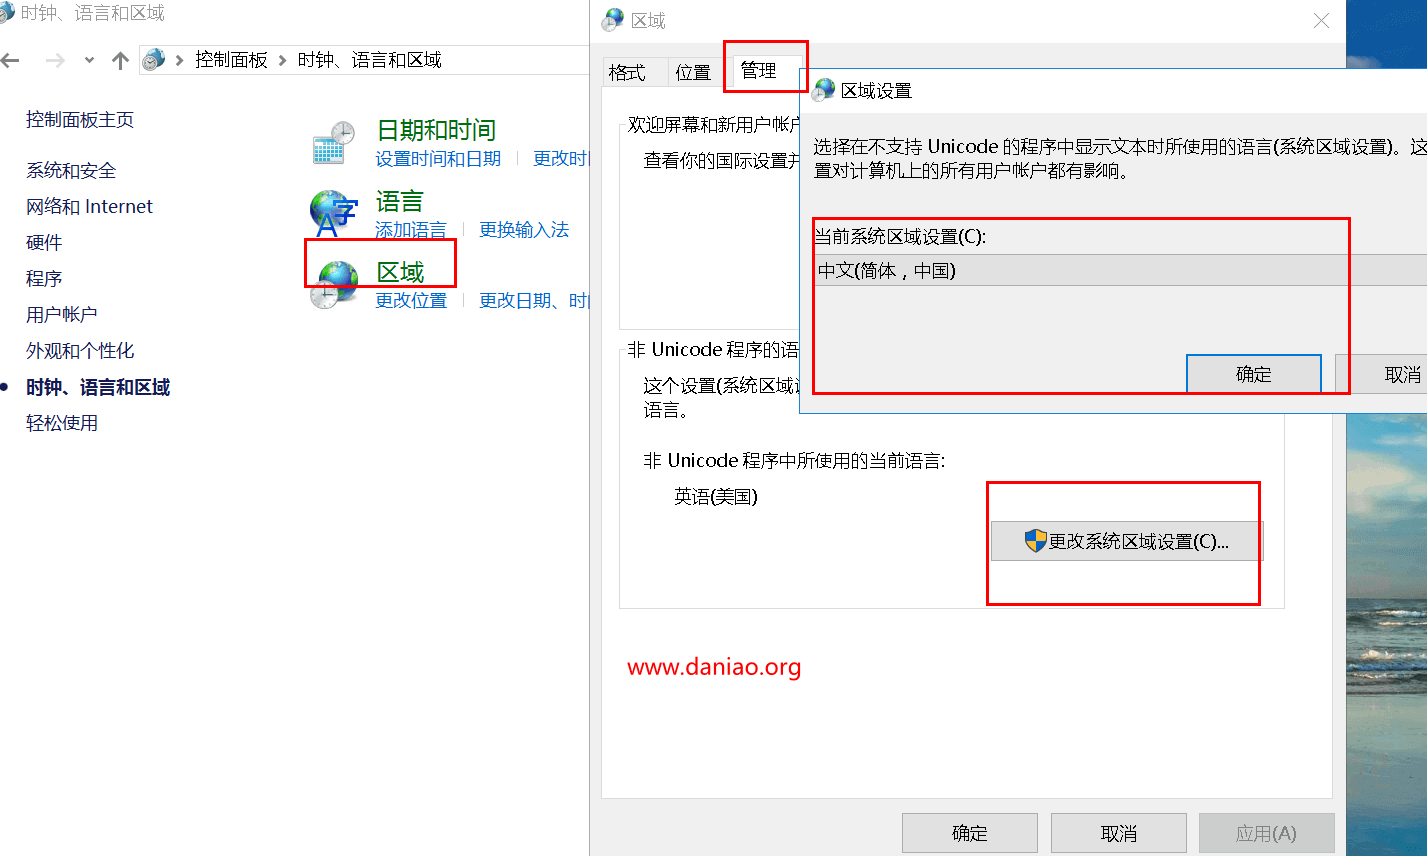 时钟、语言和区域
控制面板 > 时钟、语言和区域
控制面板主页
系统和安全
网络和 Internet
硬件
程序
用户帐户
外观和个性化
时钟、语言和区域
轻松使用
日期和时间
设置时间和日期 更改时
语言
添加语言 更换输入法
区域
更改位置 更改日期、时
区域
格式 位置 管理
欢迎屏幕和新用户帐户
查看你的国际设置并
非 Unicode 程序的语
这个设置(系统区域设
语言。
非 Unicode 程序中所使用的当前语言:
英语(美国)
更改系统区域设置(C)...
www.daniao.org
确定 取消 应用(A)
区域设置
选择在不支持 Unicode 的程序中显示文本时所使用的语言(系统区域设置)。这
置对计算机上的所有用户帐户都有影响。
当前系统区域设置(C):
中文(简体，中国)
确定 取消